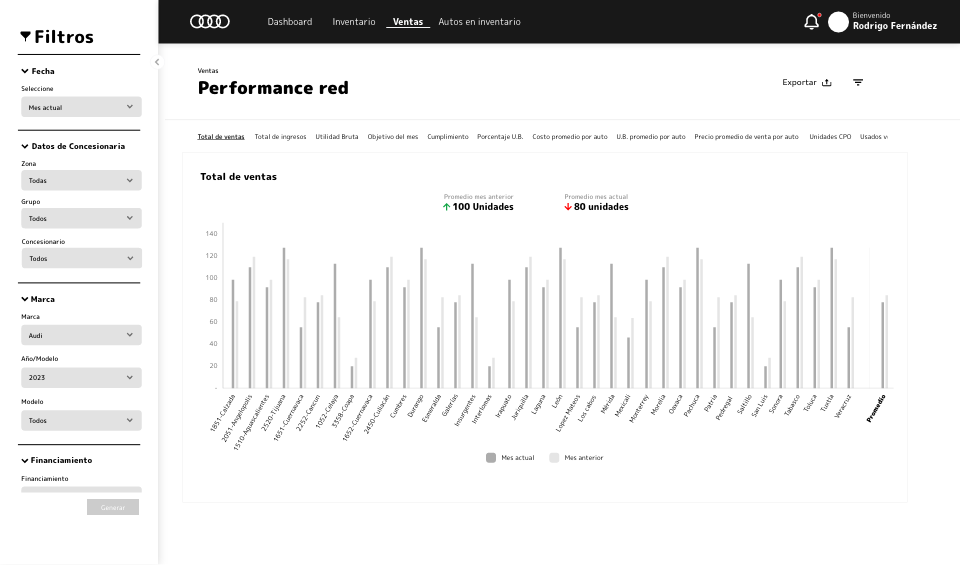 Dashboard
Inventario
Ventas
Autos en inventario
Bienvenido
Rodrigo Fernández
Filtros
Fecha
Seleccione
Mes actual
Datos de Concesionaria
Zona
Todas
Grupo
Todos
Concesionario
Todos
Marca
Marca
Audi
Año/Modelo
2023
Modelo
Todos
Financiamiento
Financiamiento
Generar
Ventas
Performance red
Exportar
Total de ventas
Total de ingresos
Utilidad Bruta
Objetivo del mes
Cumplimiento
Porcentaje U.B.
Costo promedio por auto
U.B. promedio por auto
Precio promedio de venta por auto
Unidades CPO
Usados v
Total de ventas
Promedio mes anterior
100 Unidades
Promedio mes actual
80 unidades
140
120
100
80
60
40
20
-
1851-Calzada
2051-Angelopolis
1510-Aguascalientes
2520-Tijuana
1651-Cuernavaca
2252-Cancun
1052-Celaya
3358-Coapa
1652-Cuernavaca
2450-Culiacán
Cumbres
Durango
Esmeralda
Galerías
Insurgentes
Interlomas
Irapuato
Juriquilla
Laguna
León
Lopez Mateos
Los cabos
Mérida
Mexicali
Monterrey
Morelia
Oaxaca
Pachuca
Patria
Pedregal
Saltillo
San Luis
Sonora
Tabasco
Toluca
Tuxtla
Veracruz
Promedio
Mes actual
Mes anterior